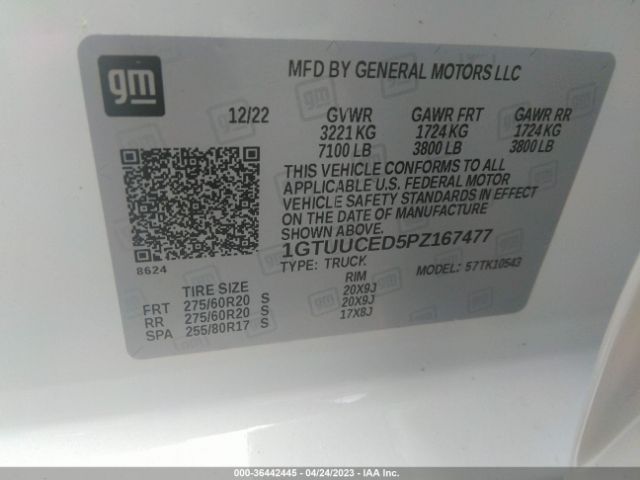 gm
MFD BY GENERAL MOTORS LLC
12/22 GVWR GAWR FRT GAWR RR
3221 KG 1724 KG 1724 KG
7100 LB 3800 LB 3800 LB
THIS VEHICLE CONFORMS TO ALL
APPLICABLE U.S. FEDERAL MOTOR
VEHICLE SAFETY STANDARDS IN EFFECT
ON THE DATE OF MANUFACTURE
SHOWN ABOVE.
1GTUUCED5PZ167477
8624
TYPE: TRUCK MODEL: 57TK10543
TIRE SIZE RIM
FRT 275/60R20 S 20X9J
RR 275/60R20 S 20X9J
SPA 255/80R17 S 17X8J
000-36442445 - 04/24/2023 - IAA Inc.